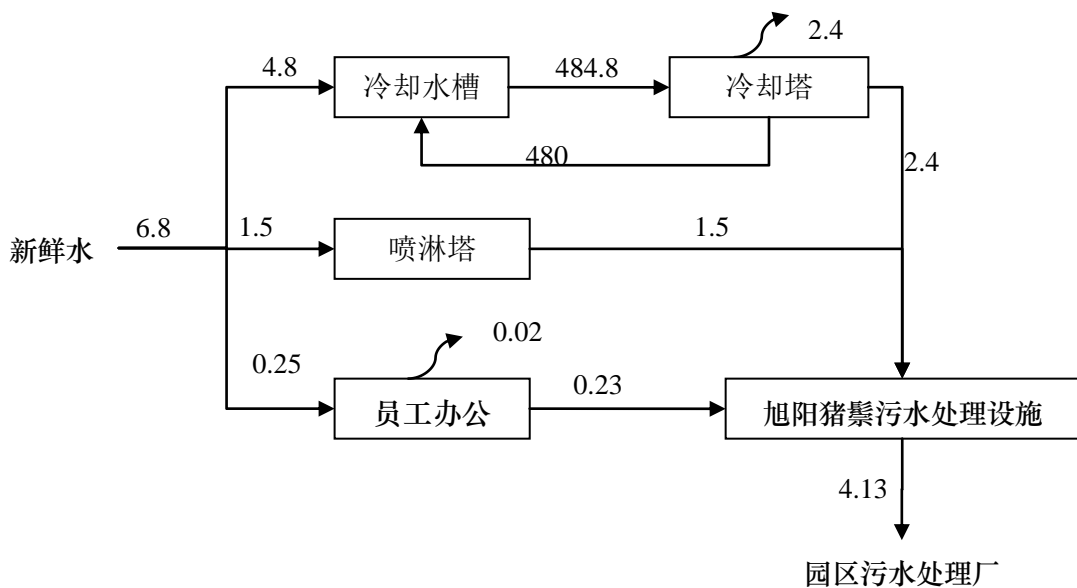 2.4
4.8
冷却水槽
484.8
冷却塔
480
2.4
新鲜水
6.8
1.5
喷淋塔
1.5
0.02
0.25
员工办公
0.23
旭阳猪鬃污水处理设施
4.13
园区污水处理厂